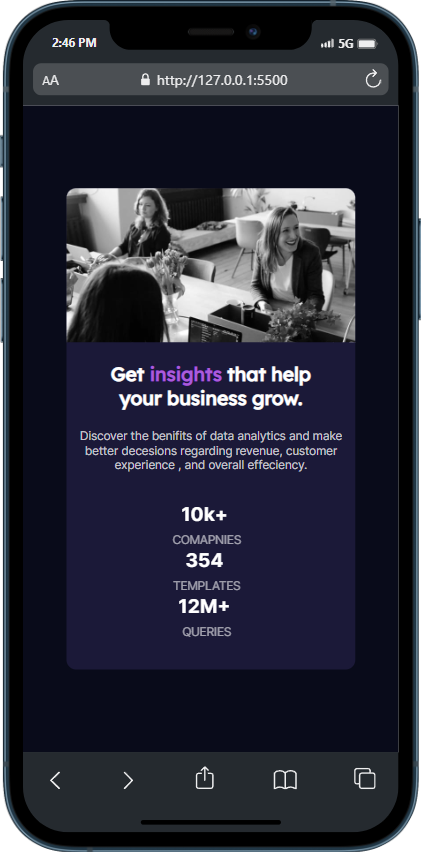 2:46 PM 5G
AA http://127.0.0.1:5500
Get insights that help
your business grow.
Discover the benifits of data analytics and make
better decesions regarding revenue, customer
experience , and overall effeciency.
10k+
COMAPNIES
354
TEMPLATES
12M+
QUERIES